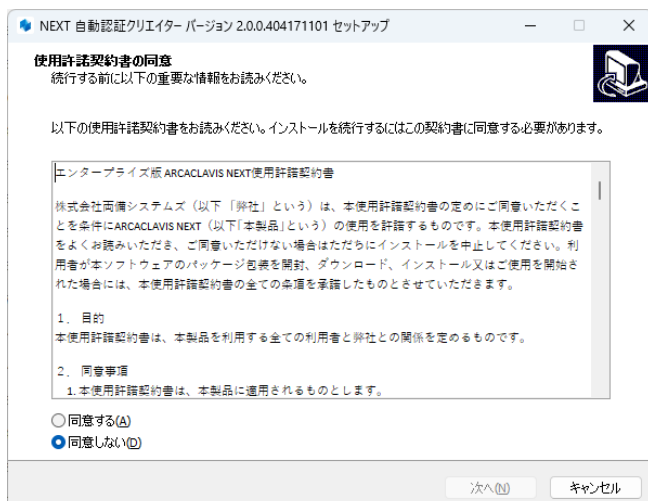 NEXT 自動認証クリエイター バージョン 2.0.0.404171101 セットアップ
使用許諾契約書の同意
続行する前に以下の重要な情報をお読みください。
以下の使用許諾契約書をお読みください。インストールを続行するにはこの契約書に同意する必要があります。
エンタープライズ版 ARCACLAVIS NEXT使用許諾契約書
株式会社両備システムズ（以下 「弊社」という）は、本使用許諾契約書の定めにご同意いただくこ
とを条件にARCACLAVIS NEXT（以下「本製品」という）の使用を許諾するものです。本使用許諾契約書
をよくお読みいただき、ご同意いただけない場合はただちにインストールを中止してください。利
用者が本ソフトウェアのパッケージ包装を開封、ダウンロード、インストール又はご使用を開始さ
れた場合には、本使用許諾契約書の全ての条項を承諾したものとさせていただきます。
１． 目的
本使用許諾契約書は、本製品を利用する全ての利用者と弊社との関係を定めるものです。
２． 同意事項
1. 本使用許諾契約書は、本製品に適用されるものとします。
同意する(A)
同意しない(D)
次へ(N)
キャンセル